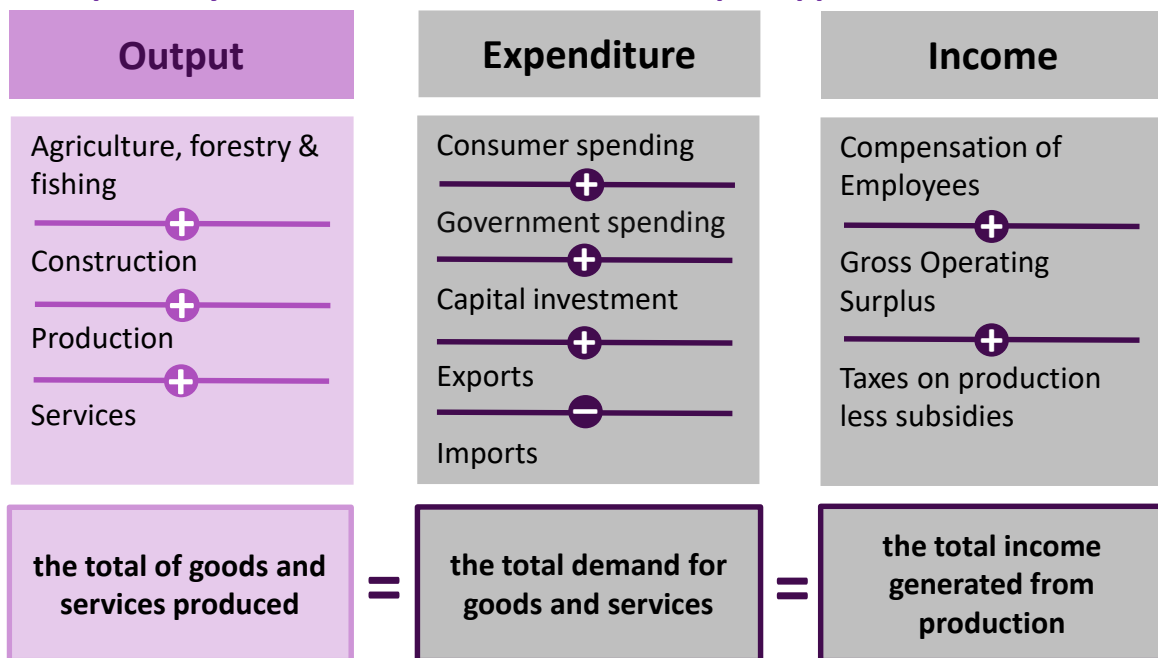 Output
Agriculture, forestry &
fishing
+
Construction
+
Production
+
Services
the total of goods and
services produced
=
Expenditure
Consumer spending
+
Government spending
+
Capital investment
+
Exports
−
Imports
the total demand for
goods and services
=
Income
Compensation of
Employees
+
Gross Operating
Surplus
+
Taxes on production
less subsidies
the total income
generated from
production